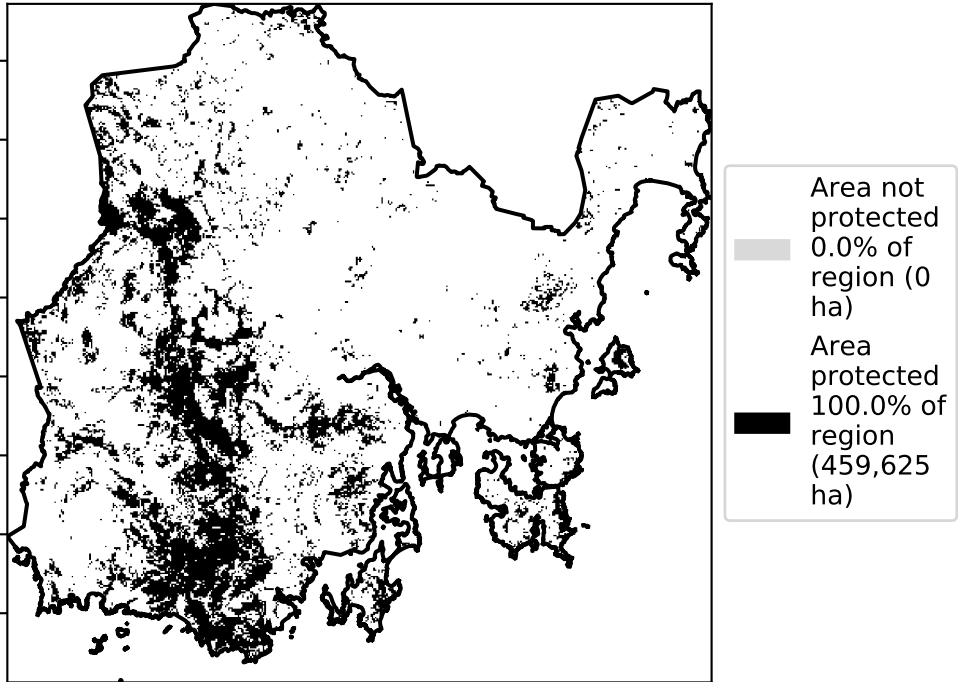 Area not
protected
0.0% of
region (0
ha)
Area
protected
100.0% of
region
(459,625
ha)